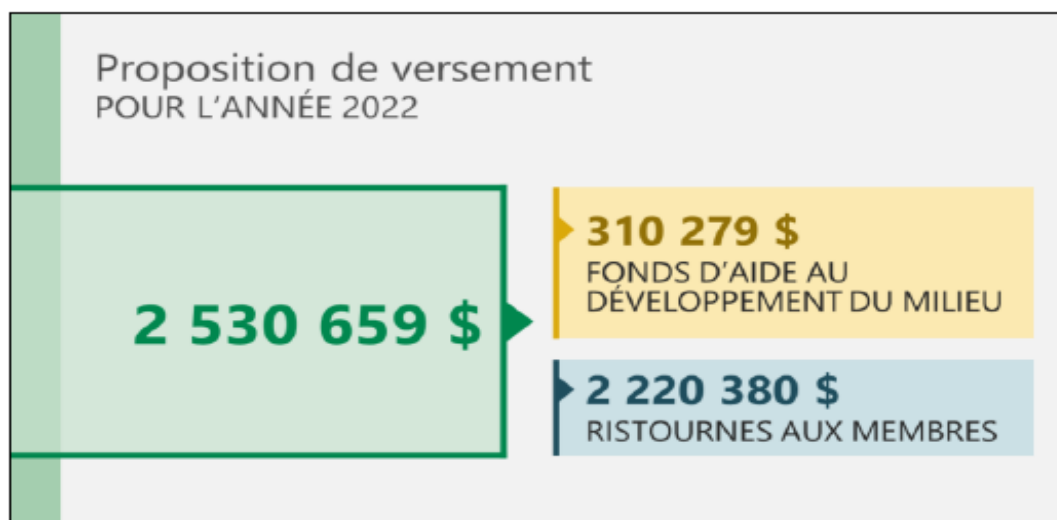 Proposition de versement
POUR L'ANNÉE 2022
2 530 659 $
310 279 $
FONDS D'AIDE AU
DÉVELOPPEMENT DU MILIEU
2 220 380 $
RISTOURNES AUX MEMBRES